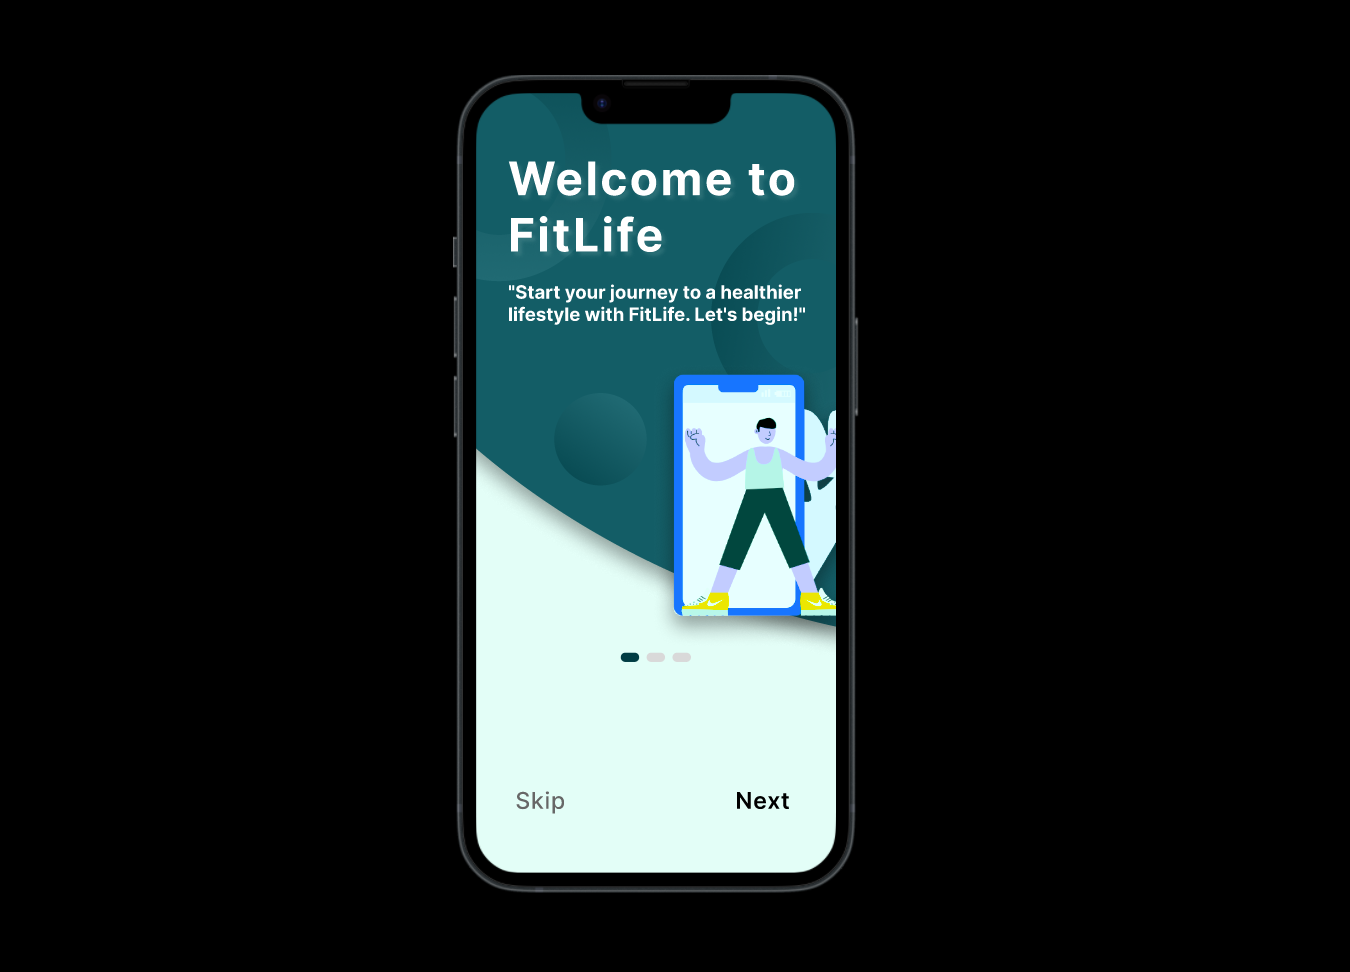 Welcome to
FitLife
"Start your journey to a healthier
lifestyle with FitLife. Let's begin!"
Skip
Next